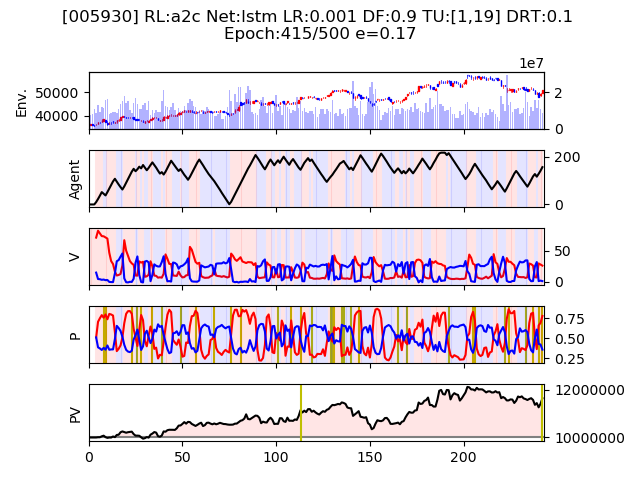 [005930] RL:a2c Net:lstm LR:0.001 DF:0.9 TU:[1,19] DRT:0.1
Epoch:415/500 e=0.17
1e7
Env.
50000
40000
2
0
Agent
200
0
V
50
0
P
0.75
0.50
0.25
PV
12000000
10000000
0 50 100 150 200